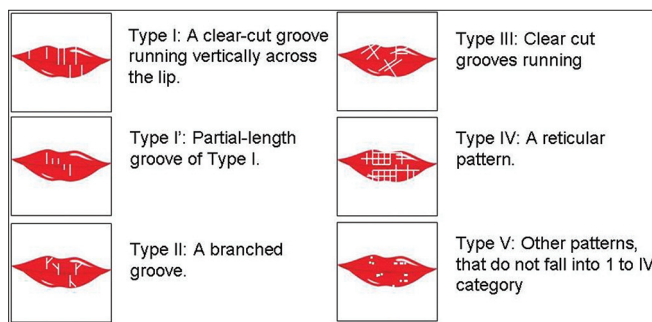 Type I: A clear-cut groove
running vertically across
the lip.
Type I': Partial-length
groove of Type I.
Type II: A branched
groove.
Type III: Clear cut
grooves running
Type IV: A reticular
pattern.
Type V: Other patterns,
that do not fall into 1 to IV
category